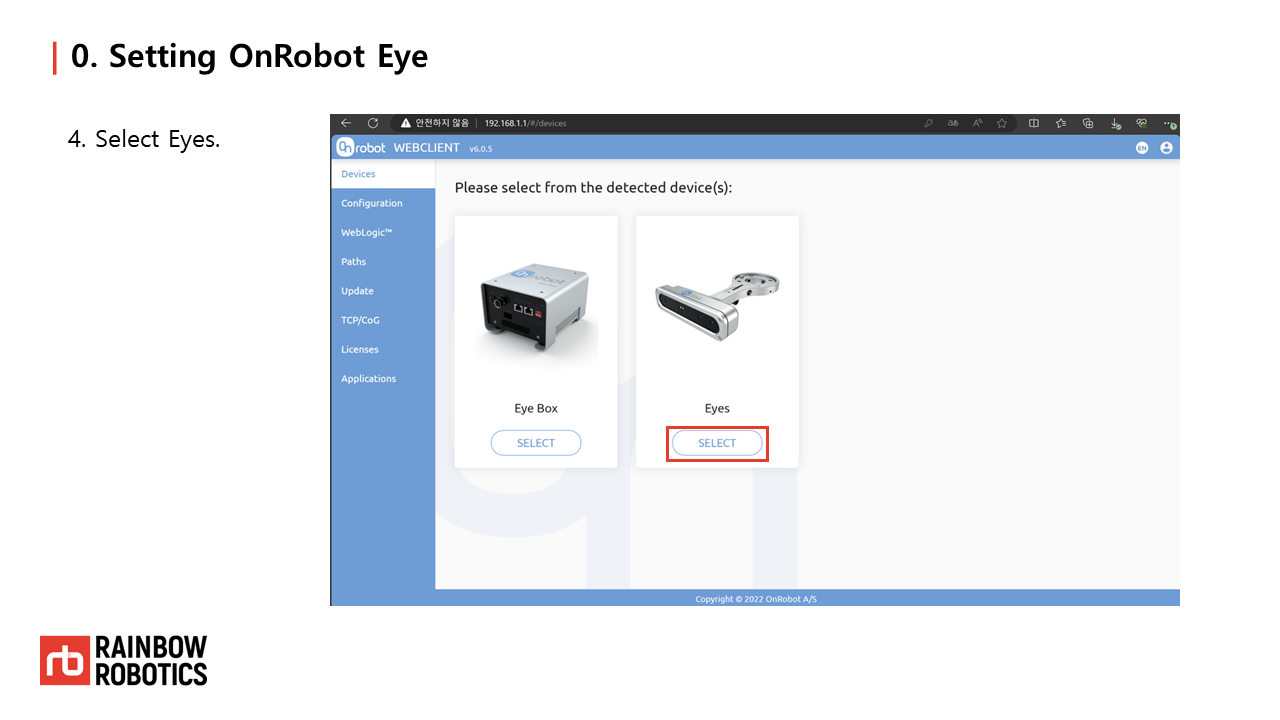 0. Setting OnRobot Eye
4. Select Eyes.
안전하지 않음 | 192.168.1.1/#/devices
OnRobot WEBCLIENT v6.0.5
EN
Devices
Configuration
WebLogic™
Paths
Update
TCP/CoG
Licenses
Applications
Please select from the detected device(s):
OnRobot
Eye Box
SELECT
Eyes
SELECT
Copyright © 2022 OnRobot A/S
RAINBOW
ROBOTICS